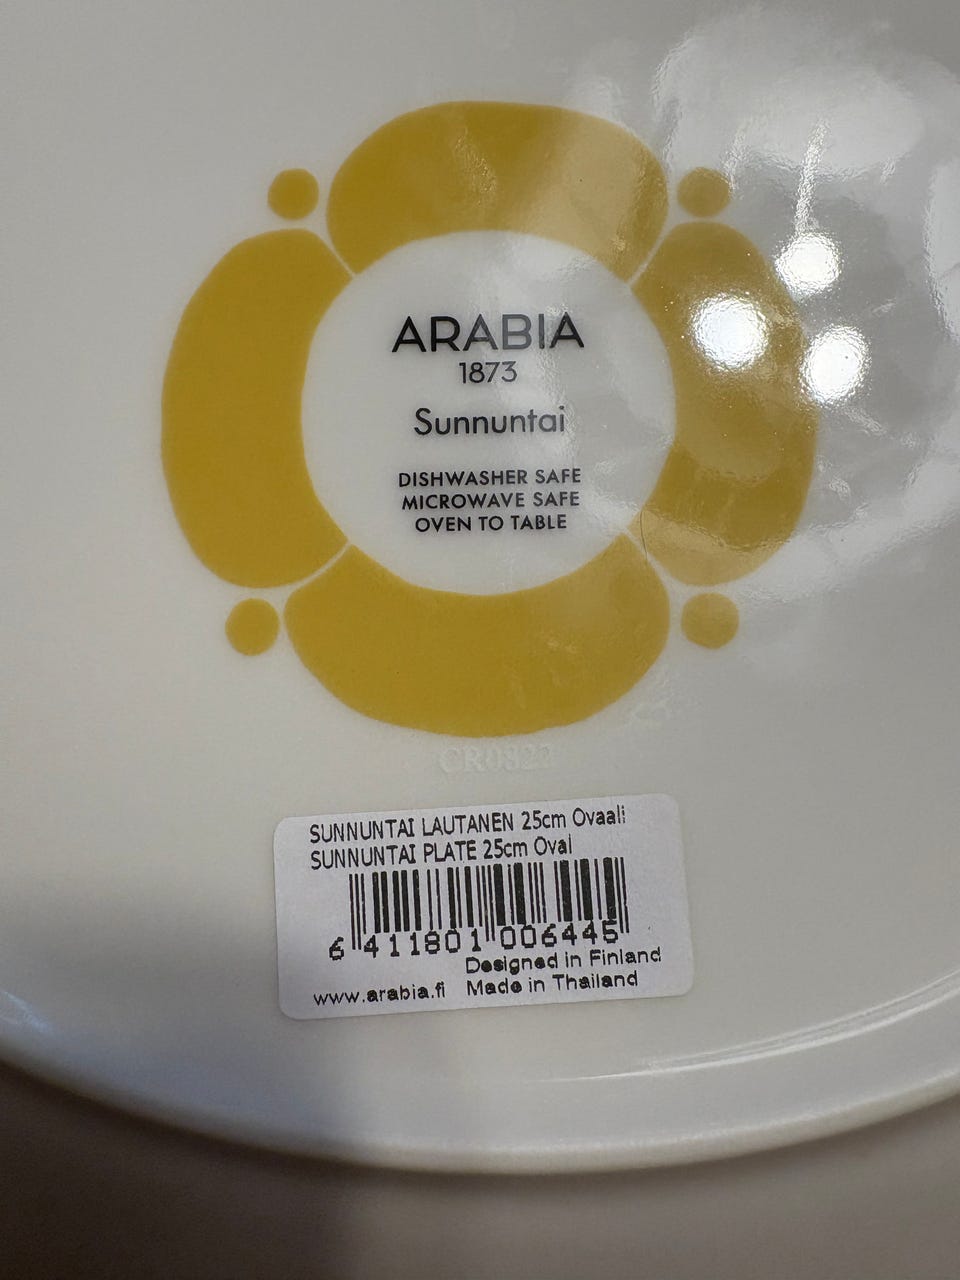 ARABIA
1873
Sunnuntai
DISHWASHER SAFE
MICROWAVE SAFE
OVEN TO TABLE
CR0822
SUNNUNTAI LAUTANEN 25cm Ovaali
SUNNUNTAI PLATE 25cm Oval
6 411801 006445
Designed in Finland
www.arabia.fi Made in Thailand